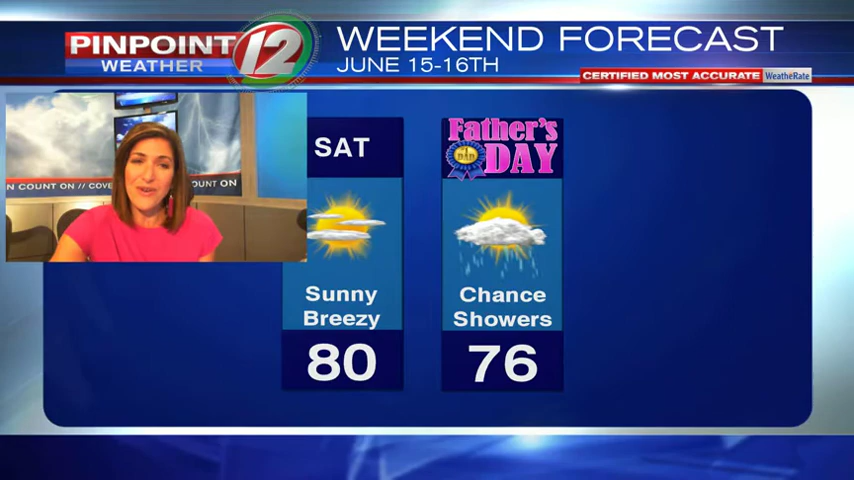 PINPOINT
WEATHER
12
WEEKEND FORECAST
JUNE 15-16TH
CERTIFIED MOST ACCURATE WeatheRate
N COUNT ON // COVE
OUNT ON
SAT
Father's
DAY
Sunny
Breezy
Chance
Showers
80
76